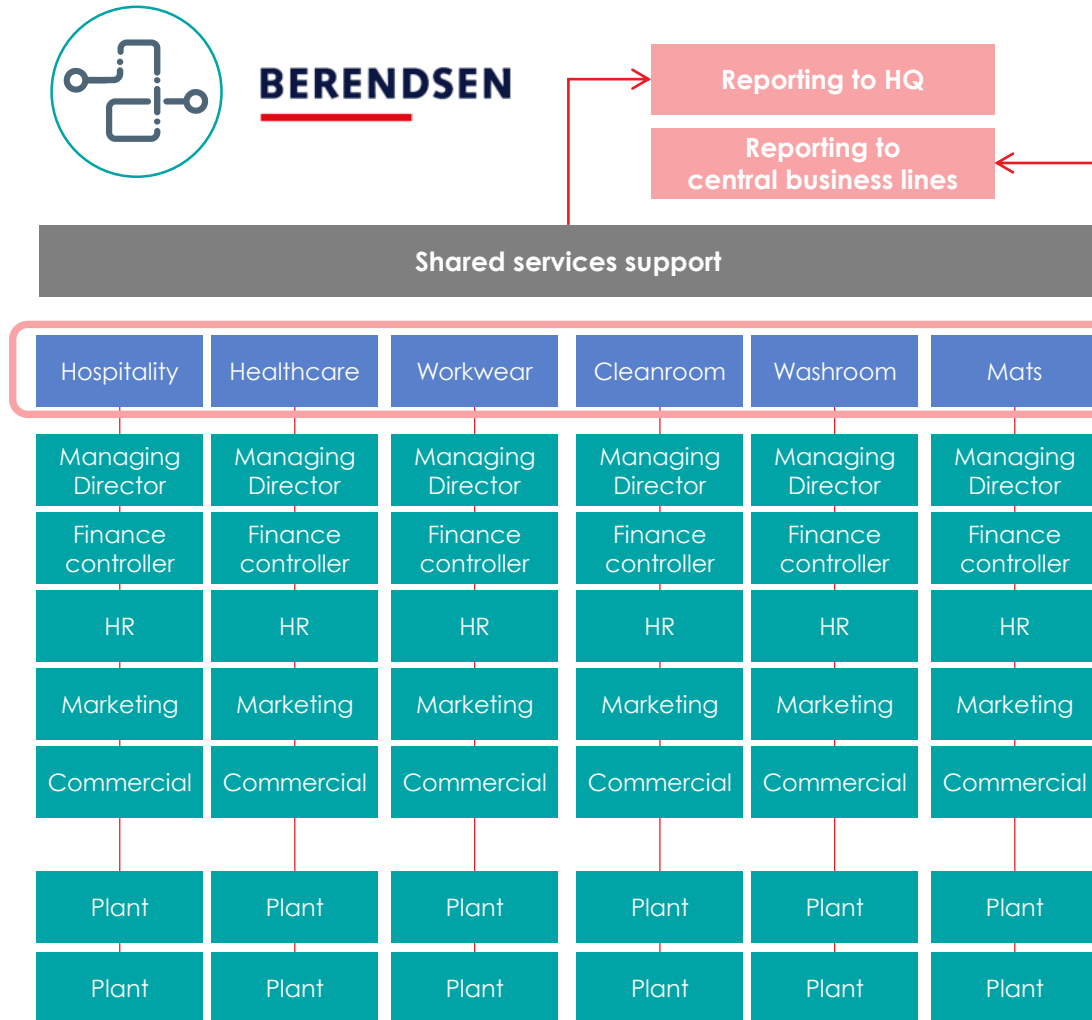 BERENDSEN
Reporting to HQ
Reporting to
central business lines
Shared services support
Hospitality Healthcare Workwear Cleanroom Washroom Mats
Managing Managing Managing Managing Managing Managing
Director Director Director Director Director Director
Finance Finance Finance Finance Finance Finance
controller controller controller controller controller controller
HR HR HR HR HR HR
Marketing Marketing Marketing Marketing Marketing Marketing
Commercial Commercial Commercial Commercial Commercial Commercial
Plant Plant Plant Plant Plant Plant
Plant Plant Plant Plant Plant Plant